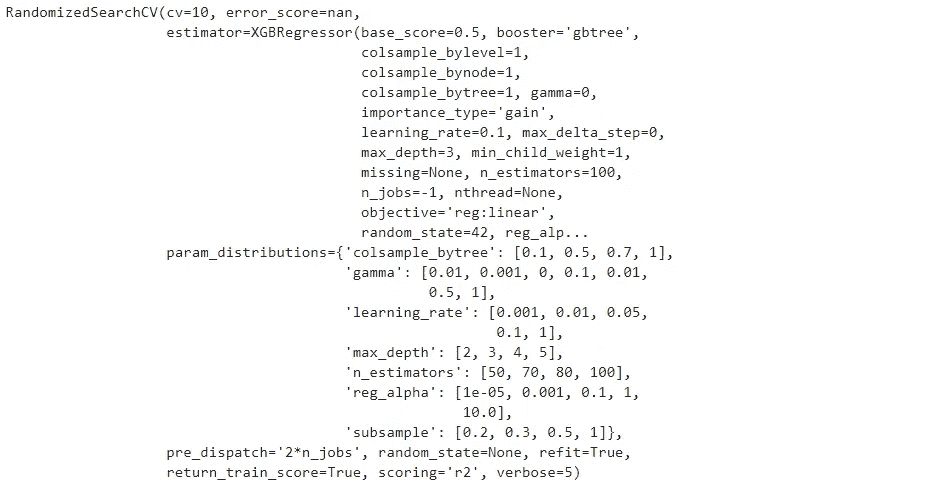 RandomizedSearchCV(cv=10, error_score=nan,
estimator=XGBRegressor(base_score=0.5, booster='gbtree',
colsample_bylevel=1,
colsample_bynode=1,
colsample_bytree=1, gamma=0,
importance_type='gain',
learning_rate=0.1, max_delta_step=0,
max_depth=3, min_child_weight=1,
missing=None, n_estimators=100,
n_jobs=-1, nthread=None,
objective='reg:linear',
random_state=42, reg_alp...
param_distributions={'colsample_bytree': [0.1, 0.5, 0.7, 1],
'gamma': [0.01, 0.001, 0, 0.1, 0.01,
0.5, 1],
'learning_rate': [0.001, 0.01, 0.05,
0.1, 1],
'max_depth': [2, 3, 4, 5],
'n_estimators': [50, 70, 80, 100],
'reg_alpha': [1e-05, 0.001, 0.1, 1,
10.0],
'subsample': [0.2, 0.3, 0.5, 1]},
pre_dispatch='2*n_jobs', random_state=None, refit=True,
return_train_score=True, scoring='r2', verbose=5)